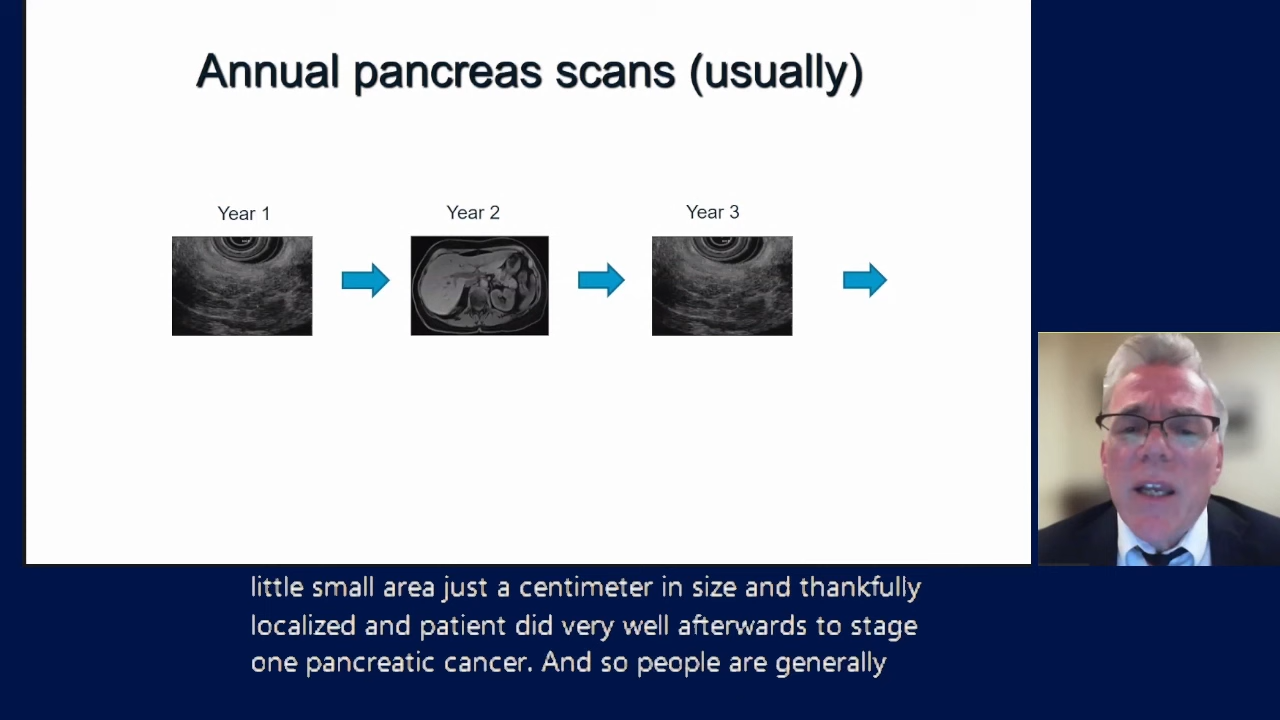 Annual pancreas scans (usually)
Year 1
Year 2
Year 3
little small area just a centimeter in size and thankfully
localized and patient did very well afterwards to stage
one pancreatic cancer. And so people are generally